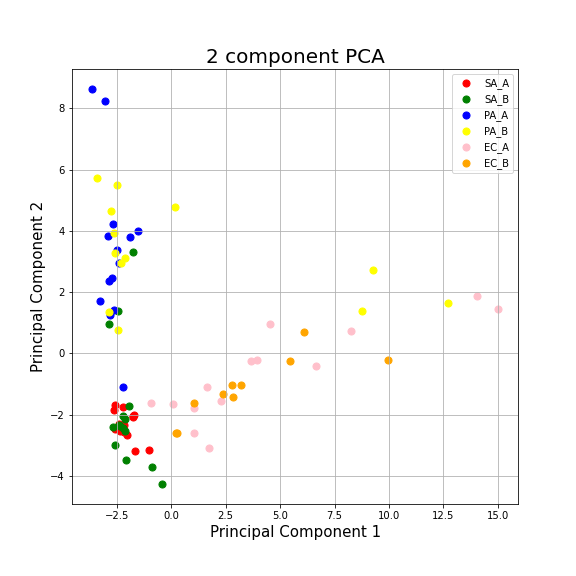 2 component PCA
SA_A
SA_B
PA_A
PA_B
EC_A
EC_B
8
6
4
2
0
−2
−4
Principal Component 2
−2.5
0.0
2.5
5.0
7.5
10.0
12.5
15.0
Principal Component 1